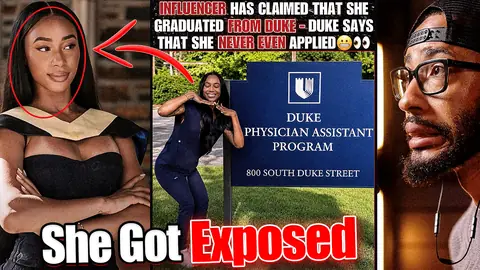 INFLUENCER HAS CLAIMED THAT SHE
GRADUATED FROM DUKE - DUKE SAYS
THAT SHE NEVER EVEN APPLIED😬👀
DUKE
PHYSICIAN ASSISTANT
PROGRAM
800 SOUTH DUKE STREET
She Got Exposed